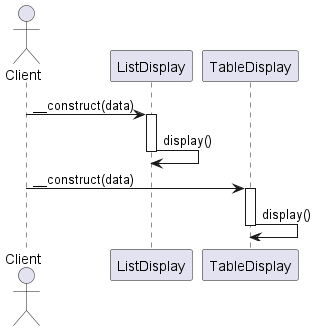 Client
ListDisplay
TableDisplay
__construct(data)
display()
__construct(data)
display()
Client
ListDisplay
TableDisplay